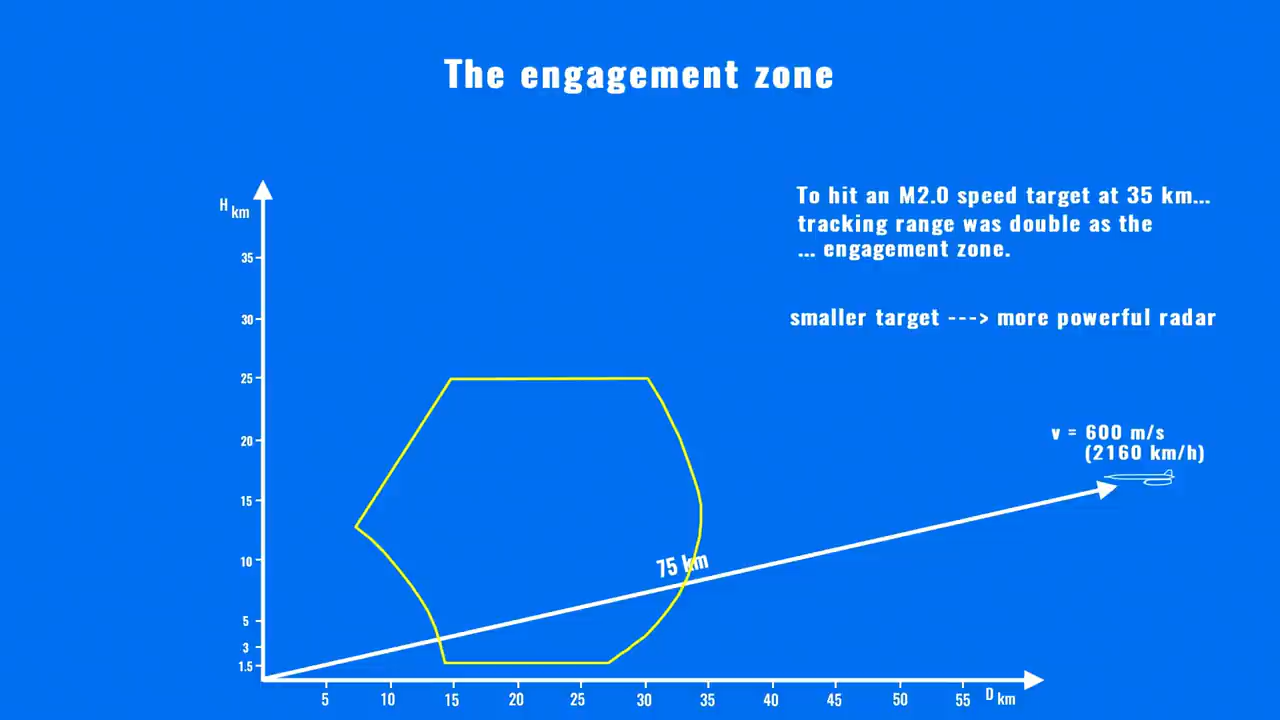 The engagement zone
To hit an M2.0 speed target at 35 km...
tracking range was double as the
... engagement zone.
smaller target ---> more powerful radar
v = 600 m/s
(2160 km/h)
75 km
H km
35
30
25
20
15
10
5
3
1.5
5 10 15 20 25 30 35 40 45 50 55 D km